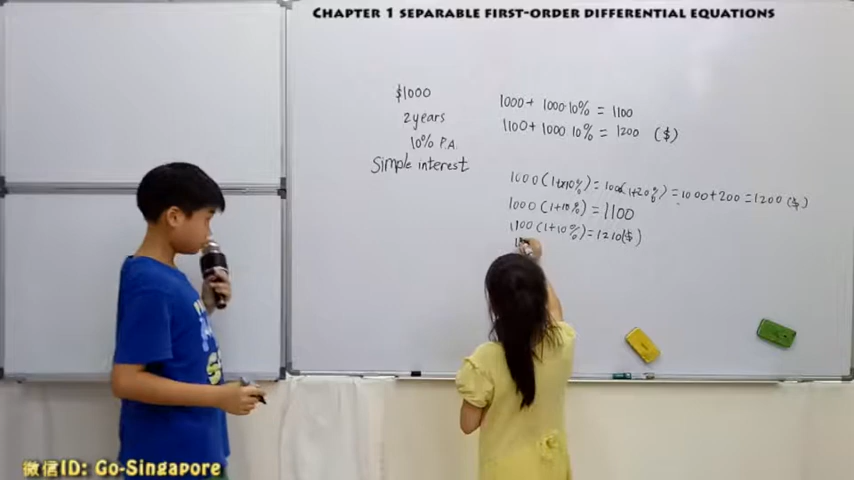 CHAPTER 1 SEPARABLE FIRST-ORDER DIFFERENTIAL EQUATIONS
$1000
2 years
10% P.A.
Simple interest
1000+ 1000·10% = 1100
1100+ 1000·10% = 1200 ($)
1000(1+2×10%)=1000(1+20%)=1000+200=1200($)
1000(1+10%)=1100
1100(1+10%)=1210($)
微信ID: Go-Singapore